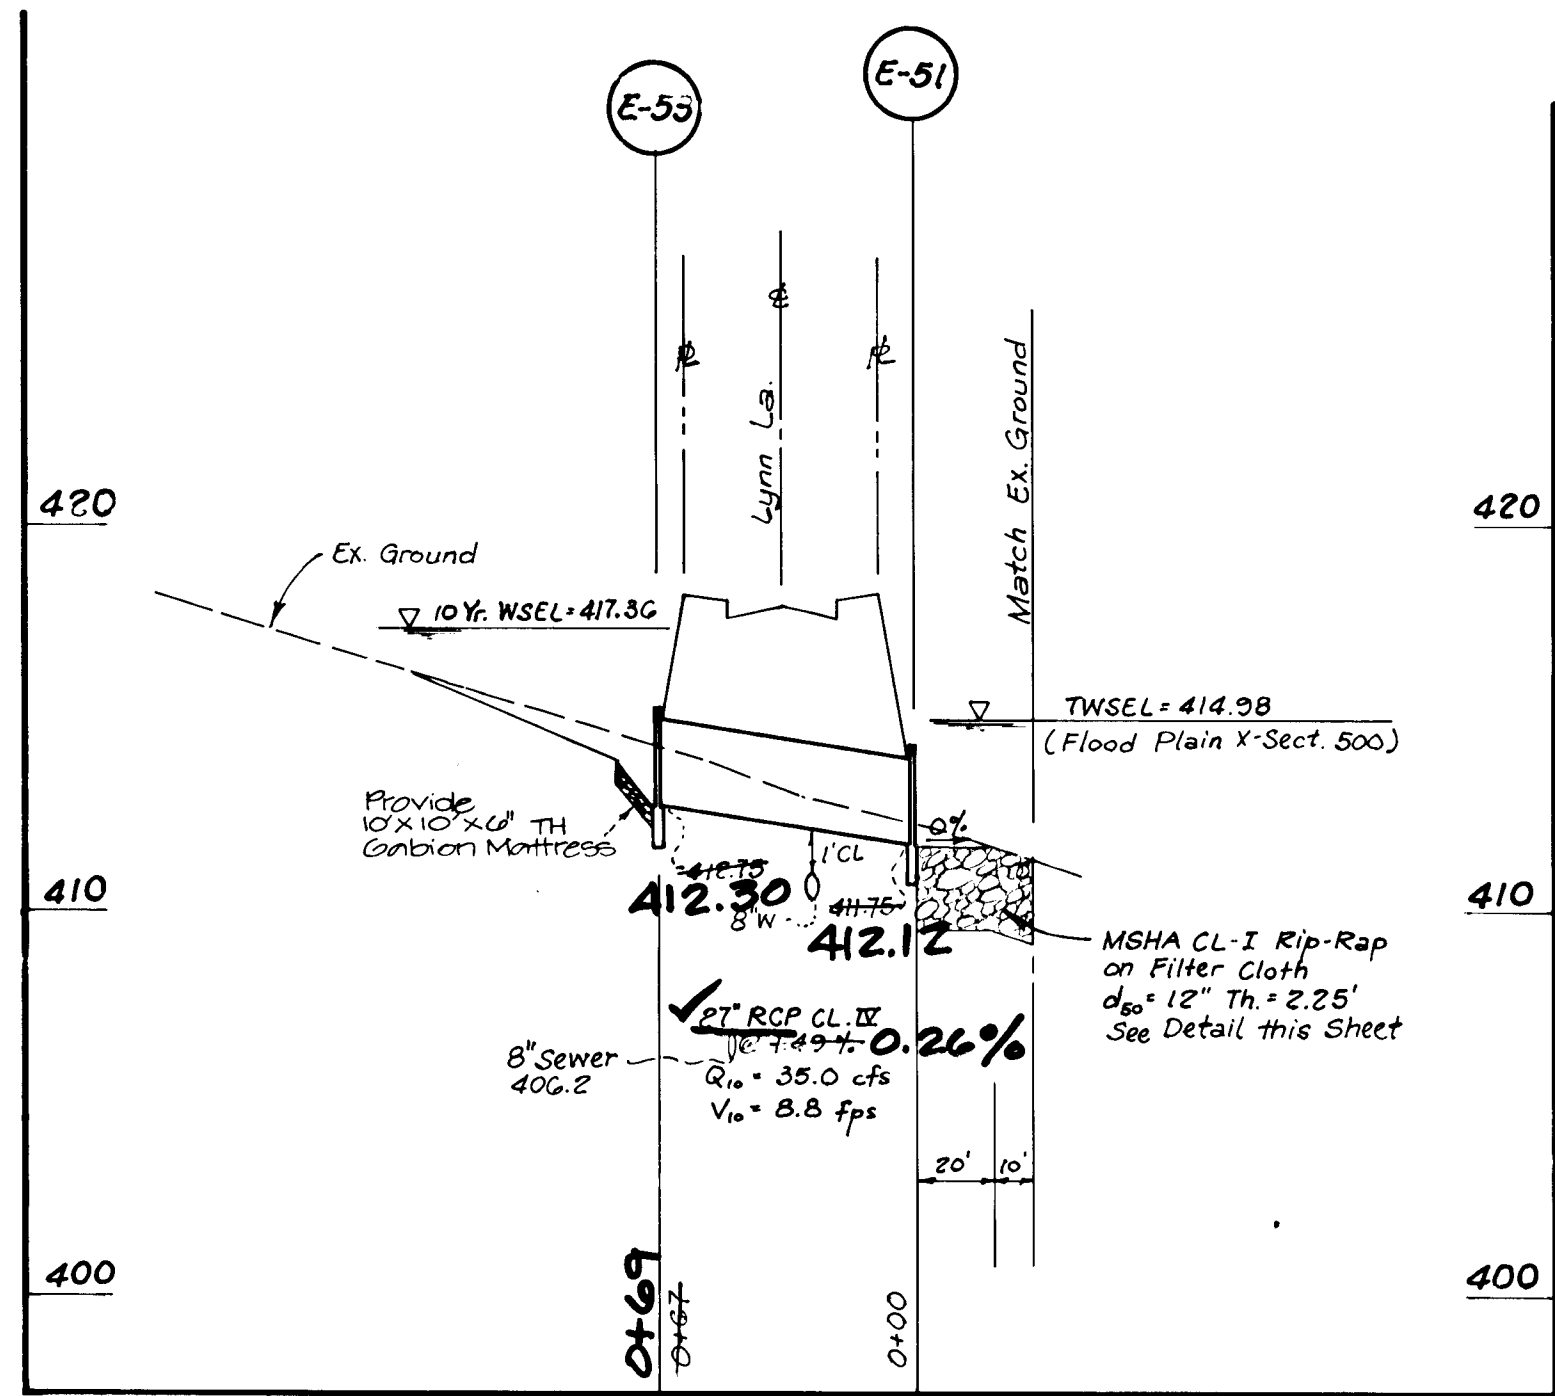 E-53
E-51
Lynn La.
Match Ex. Ground
420
420
Ex. Ground
10 Yr. WSEL = 417.36
TWSEL = 414.98
(Flood Plain X-Sect. 500)
Provide
10'X10'X6" TH
Gabion Mattress
0%
1'CL
412.75
412.30
8"W
411.75
412.12
410
410
MSHA CL-I Rip-Rap
on Filter Cloth
d50 = 12" Th. = 2.25'
See Detail this Sheet
27" RCP CL. IV
@ 1.49% 0.26%
8" Sewer
406.2
Q10 = 35.0 cfs
V10 = 8.8 fps
20' 10'
400
400
0+69
0+67
0+00